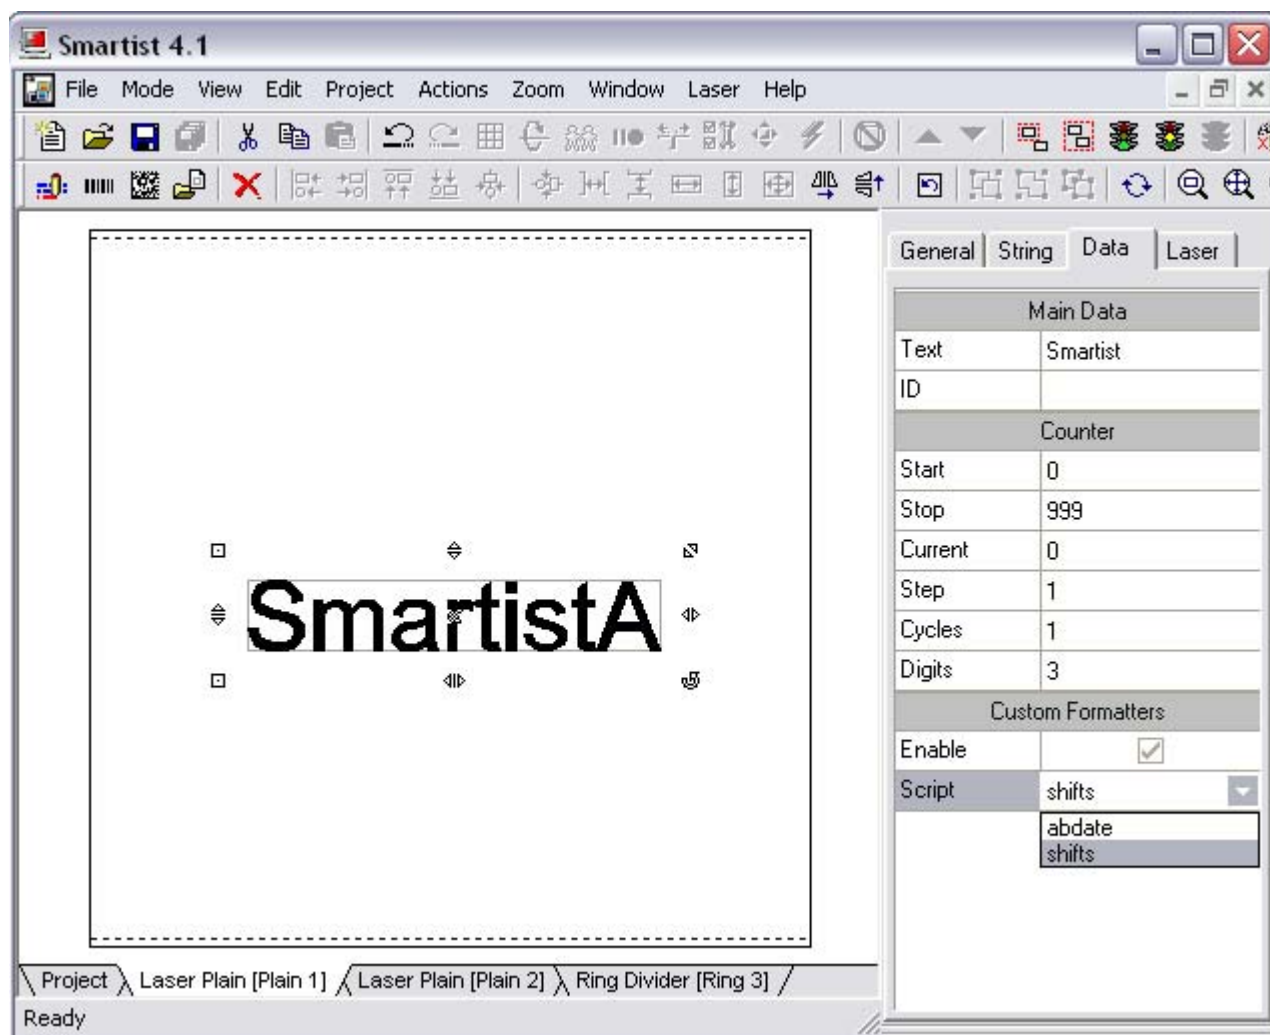 Smartist 4.1
File Mode View Edit Project Actions Zoom Window Laser Help
General String Data Laser
Main Data
Text Smartist
ID
Counter
Start 0
Stop 999
Current 0
Step 1
Cycles 1
Digits 3
Custom Formatters
Enable
Script shifts
abdate
shifts
SmartistA
Project Laser Plain [Plain 1] Laser Plain [Plain 2] Ring Divider [Ring 3]
Ready